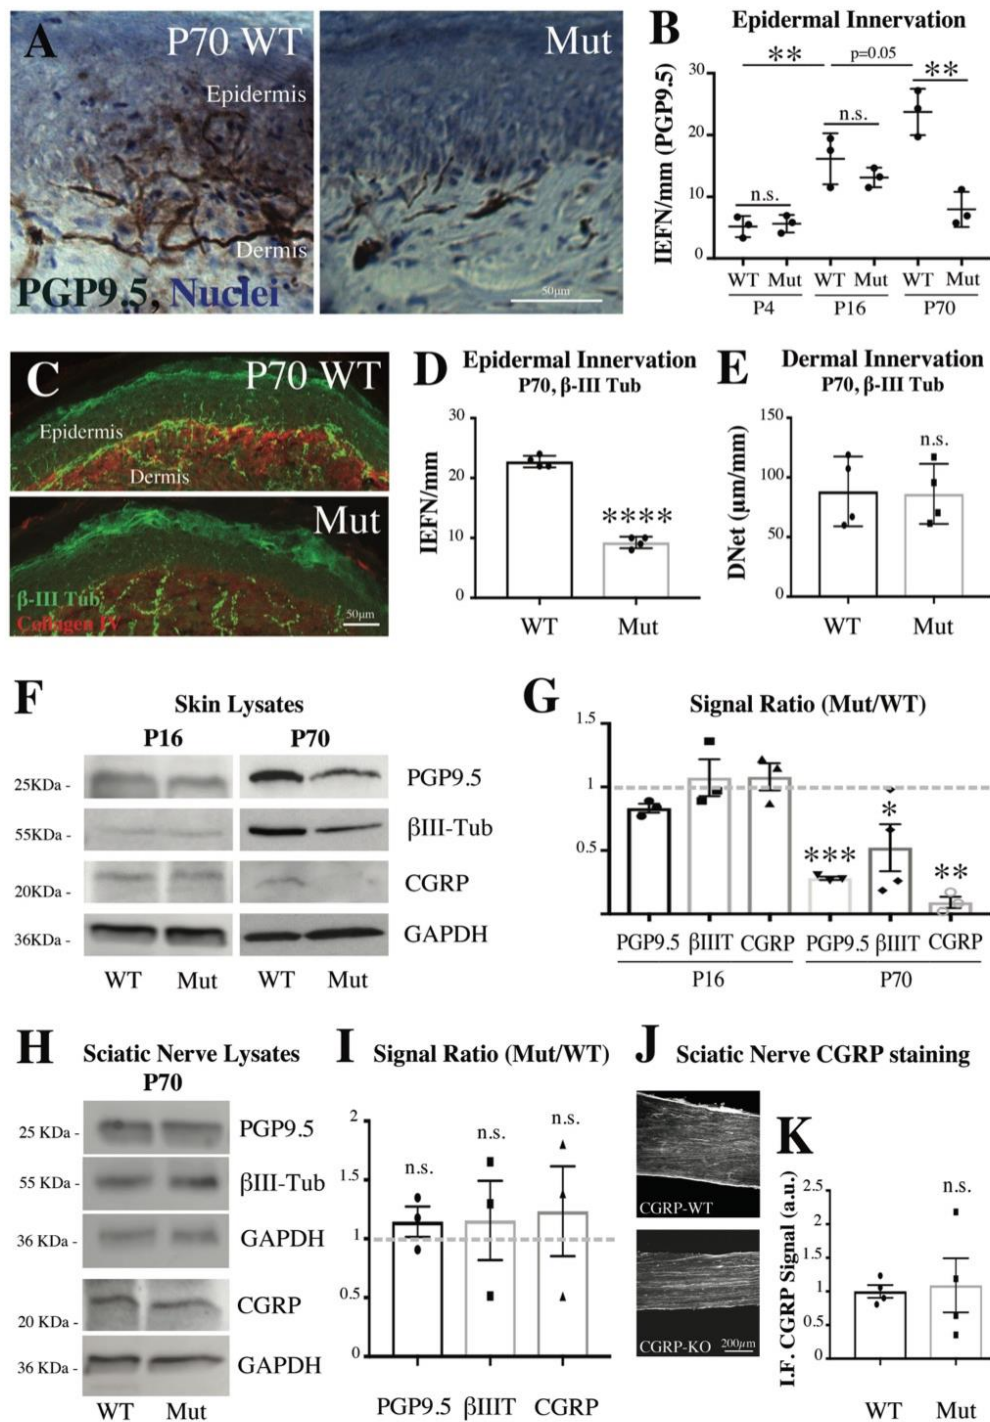 A
P70 WT
Epidermis
Dermis
PGP9.5, Nuclei
Mut
50µm
B
Epidermal Innervation
**
p=0.05
**
n.s.
n.s.
IEFN/mm (PGP9.5)
30
20
10
0
WT Mut WT Mut WT Mut
P4 P16 P70
C
P70 WT
Epidermis
Dermis
Mut
β-III Tub
Collagen IV
50µm
D
Epidermal Innervation
P70, β-III Tub
IEFN/mm
30
20
10
0
****
WT Mut
E
Dermal Innervation
P70, β-III Tub
DNet (µm/mm)
150
100
50
0
n.s.
WT Mut
F
Skin Lysates
P16 P70
25KDa - PGP9.5
55KDa - βIII-Tub
20KDa - CGRP
36KDa - GAPDH
WT Mut WT Mut
G
Signal Ratio (Mut/WT)
1.5
1
0.5
***
*
**
PGP9.5 βIIIT CGRP PGP9.5 βIIIT CGRP
P16 P70
H
Sciatic Nerve Lysates
P70
25 KDa - PGP9.5
55 KDa - βIII-Tub
36 KDa - GAPDH
20 KDa - CGRP
36 KDa - GAPDH
WT Mut
I
Signal Ratio (Mut/WT)
2
1.5
1
0.5
0
n.s.
n.s.
n.s.
PGP9.5 βIIIT CGRP
J
Sciatic Nerve CGRP staining
CGRP-WT
CGRP-KO
200µm
K
I.F. CGRP Signal (a.u.)
2.5
2
1.5
1
0.5
0
n.s.
WT Mut